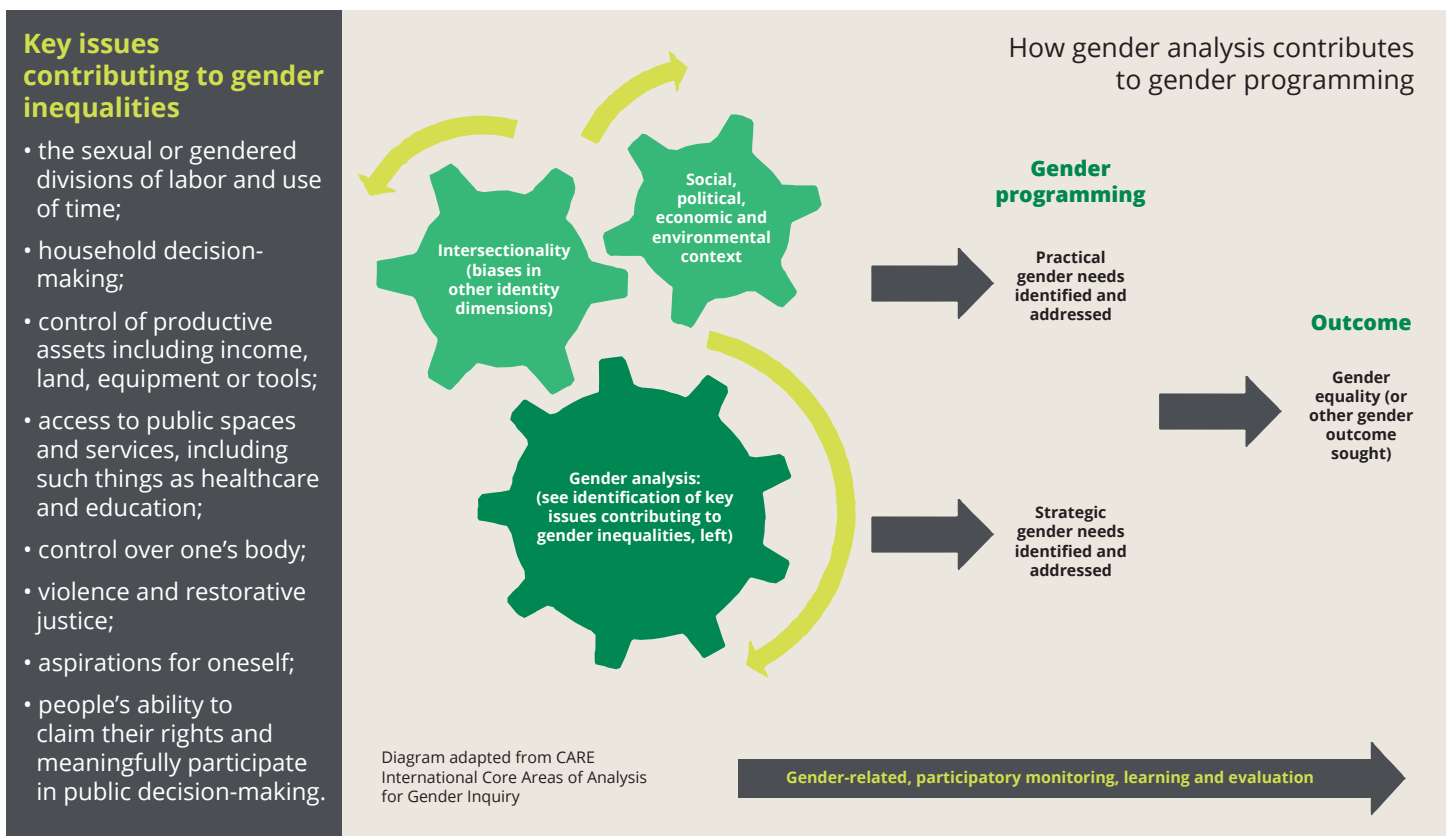 Key issues
contributing to gender
inequalities
• the sexual or gendered
divisions of labor and use
of time;
• household decision-
making;
• control of productive
assets including income,
land, equipment or tools;
• access to public spaces
and services, including
such things as healthcare
and education;
• control over one’s body;
• violence and restorative
justice;
• aspirations for oneself;
• people’s ability to
claim their rights and
meaningfully participate
in public decision-making.
How gender analysis contributes
to gender programming
Intersectionality
(biases in
other identity
dimensions)
Social,
political,
economic and
environmental
context
Gender analysis:
(see identification of key
issues contributing to
gender inequalities, left)
Gender
programming
Practical
gender needs
identified and
addressed
Strategic
gender needs
identified and
addressed
Outcome
Gender
equality (or
other gender
outcome
sought)
Diagram adapted from CARE
International Core Areas of Analysis
for Gender Inquiry
Gender-related, participatory monitoring, learning and evaluation